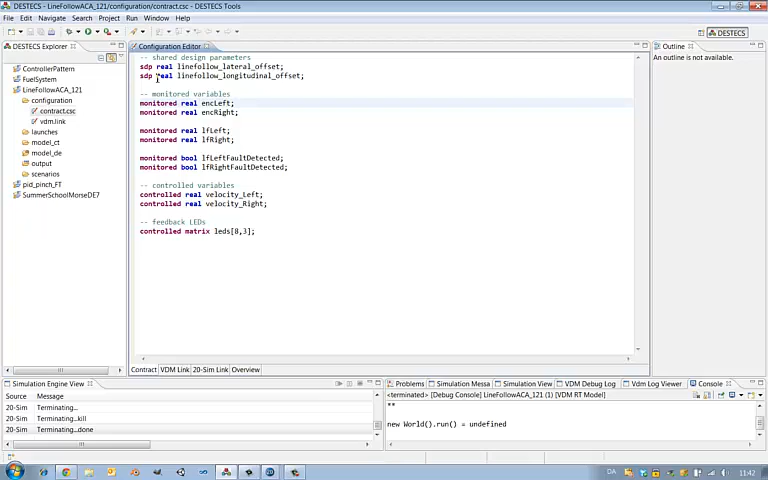 DESTECS - LineFollowACA_121/configuration/contract.csc - DESTECS Tools
File Edit Navigate Search Project Run Window Help
DESTECS
DESTECS Explorer
Configuration Editor
Outline
An outline is not available.
ControllerPattern
FuelSystem
LineFollowACA_121
configuration
contract.csc
vdm.link
launches
model_ct
model_de
output
scenarios
pid_pinch_FT
SummerSchoolMorseDE7
-- shared design parameters
sdp real linefollow_lateral_offset;
sdp real linefollow_longitudinal_offset;
-- monitored variables
monitored real encLeft;
monitored real encRight;
monitored real lfLeft;
monitored real lfRight;
monitored bool lfLeftFaultDetected;
monitored bool lfRightFaultDetected;
-- controlled variables
controlled real velocity_Left;
controlled real velocity_Right;
-- feedback LEDs
controlled matrix leds[8,3];
Contract VDM Link 20-Sim Link Overview
Simulation Engine View
Source Message
20-Sim Terminating...
20-Sim Terminating...kill
20-Sim Terminating...done
Problems Simulation Messa Simulation View VDM Debug Log Vdm Log Viewer Console
<terminated> [Debug Console] LineFollowACA_121 [VDM RT Model]
**
new World().run() = undefined
DA 11:42